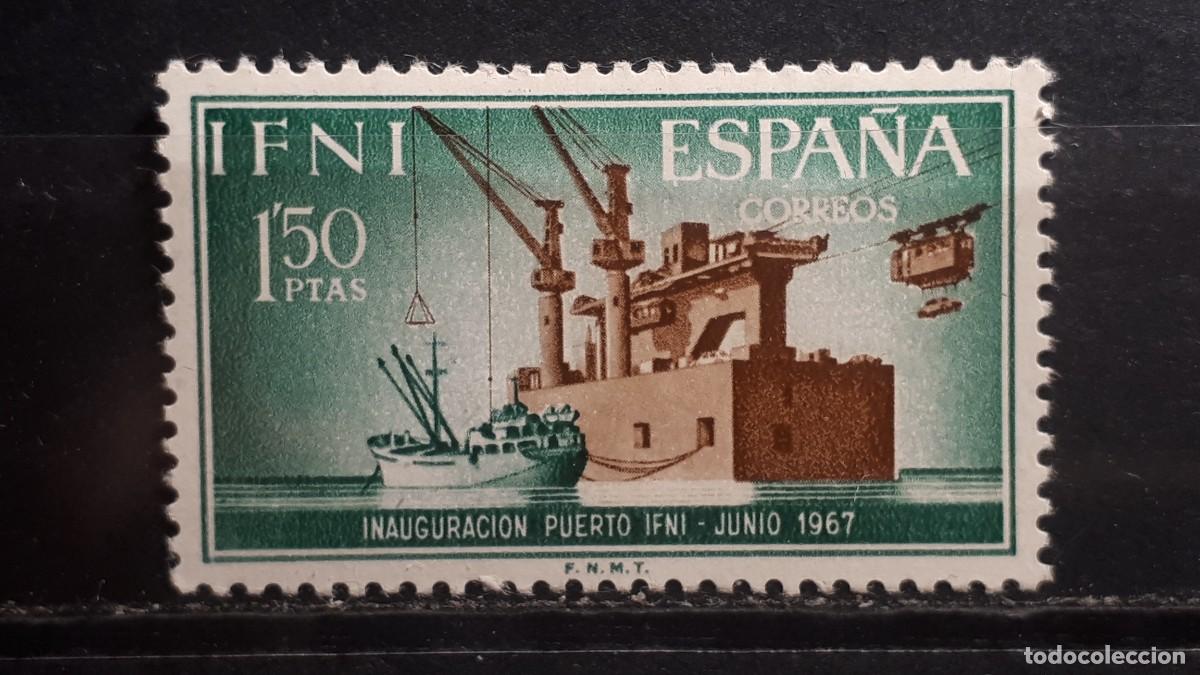 IFNI ESPAÑA
1'50 CORREOS
PTAS
INAUGURACION PUERTO IFNI - JUNIO 1967
F. N. M. T.
todocoleccion